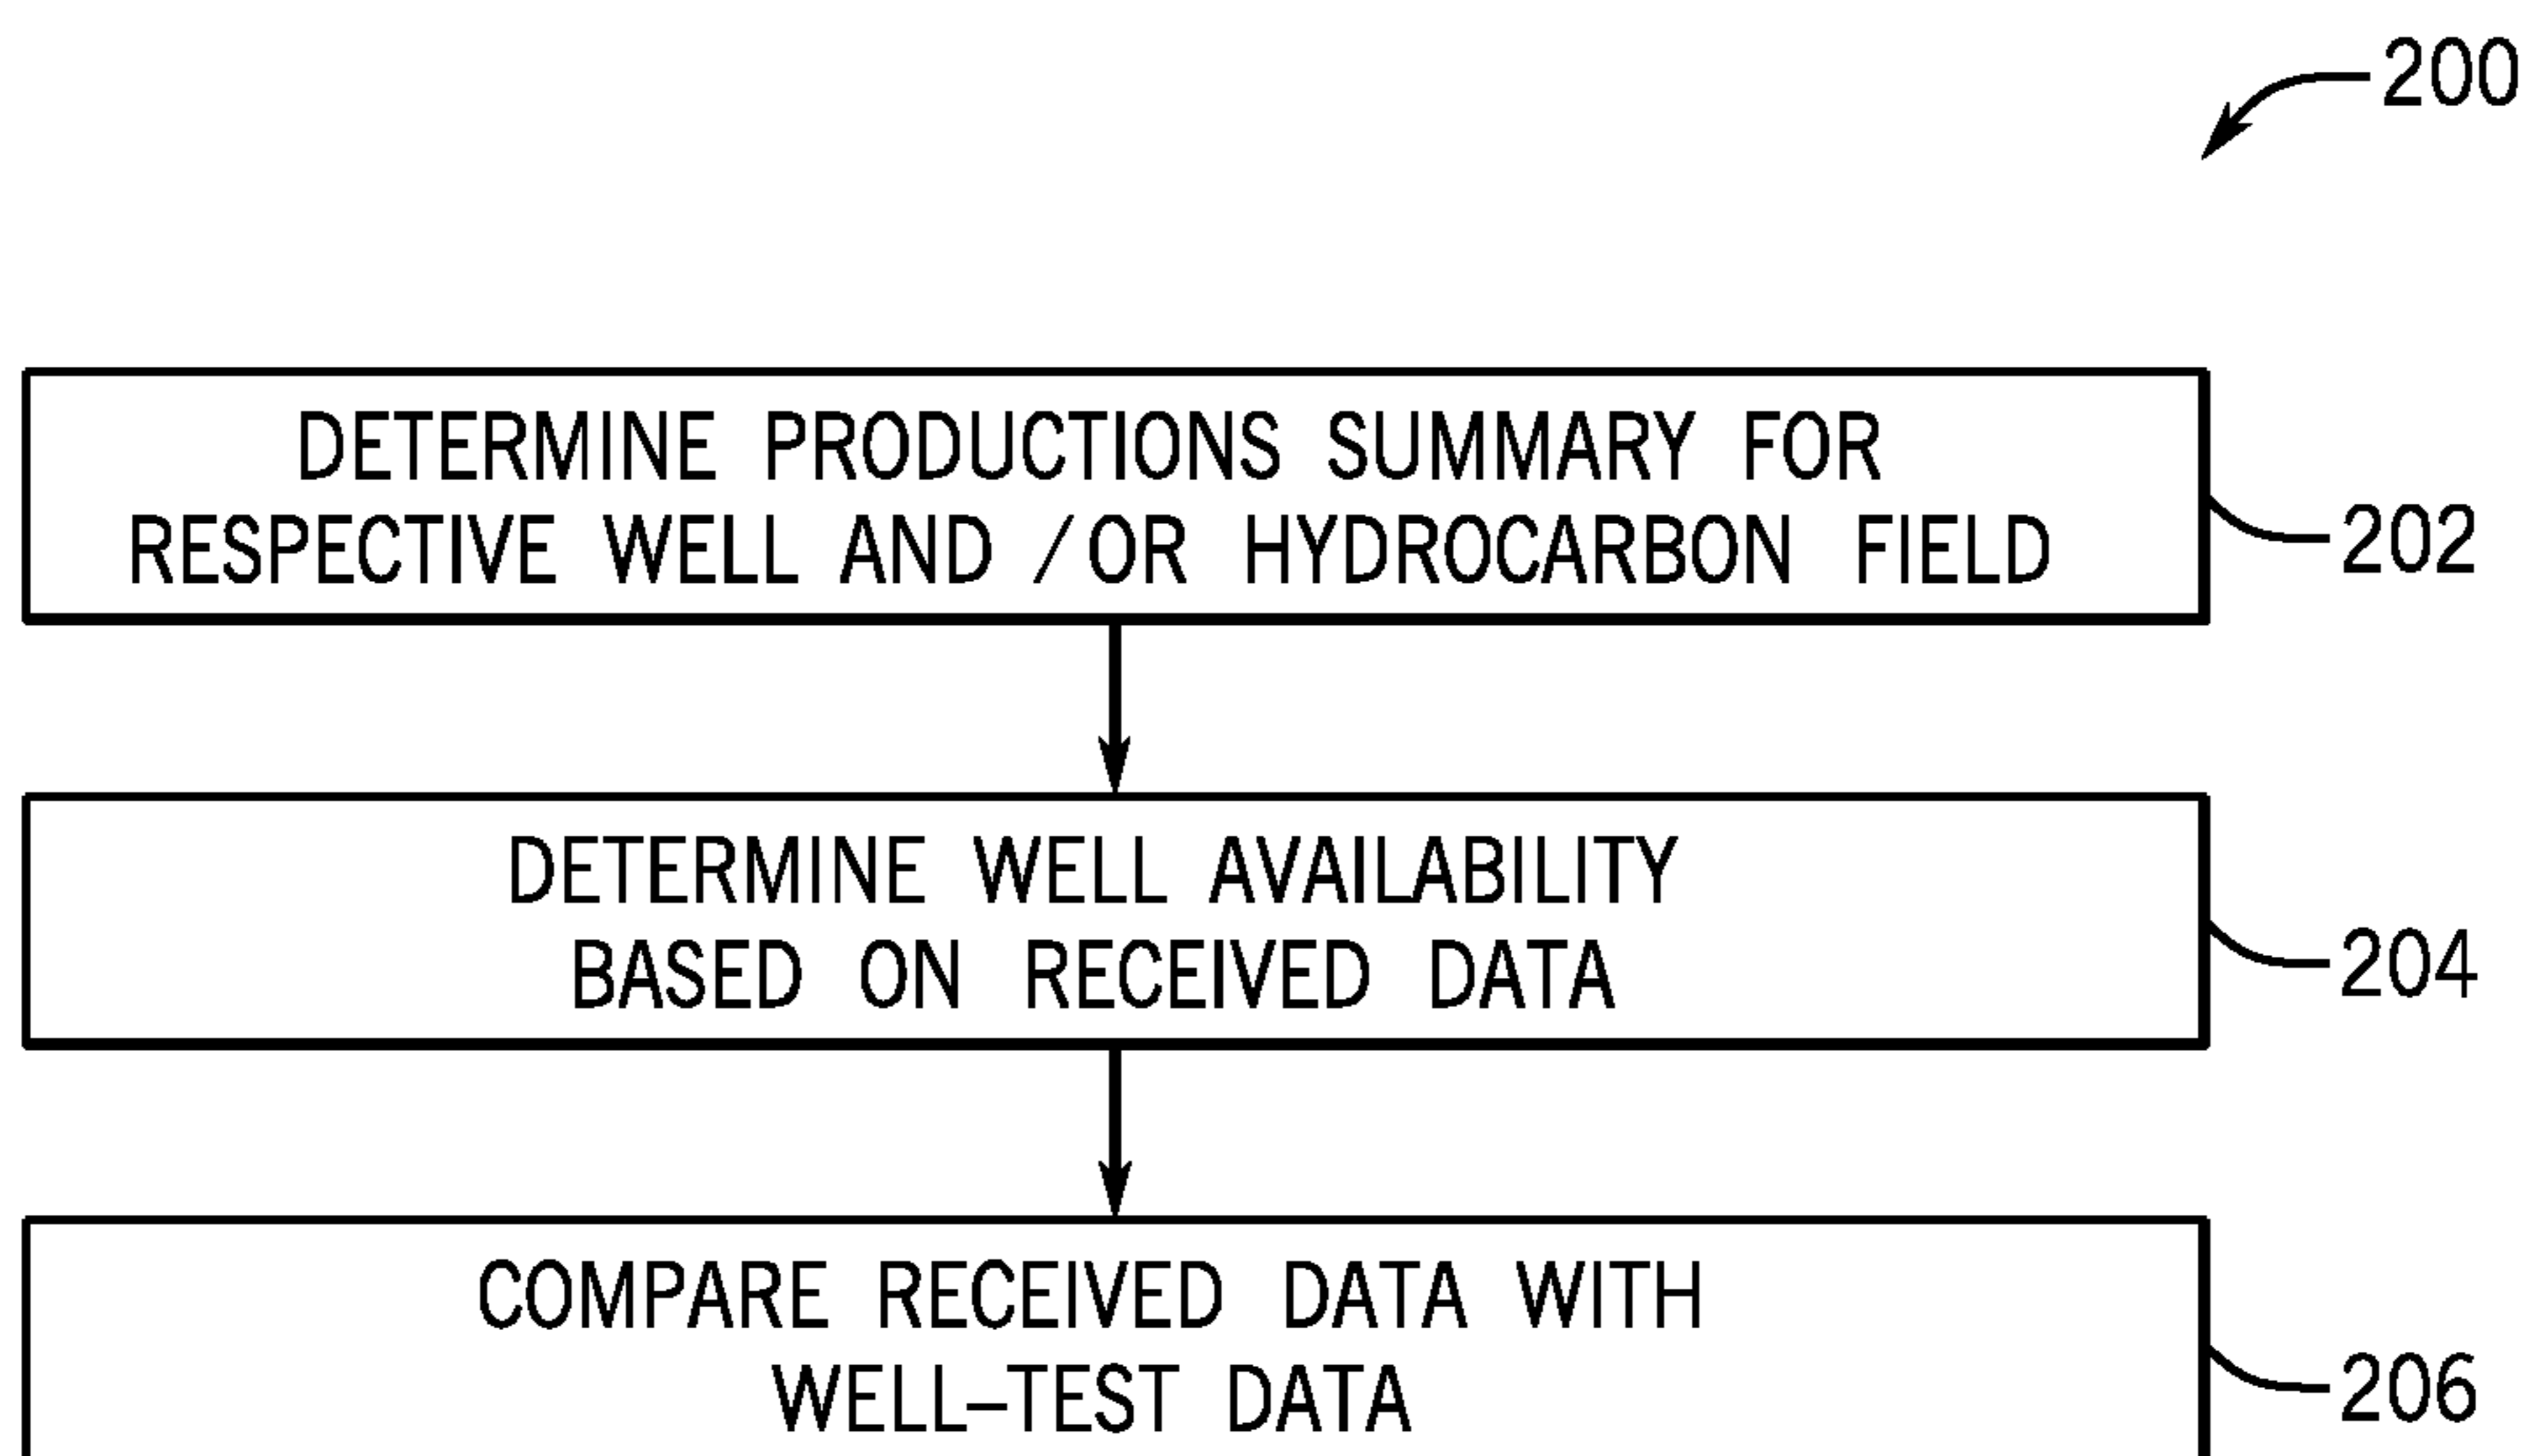 200
DETERMINE PRODUCTIONS SUMMARY FOR
RESPECTIVE WELL AND /OR HYDROCARBON FIELD
202
DETERMINE WELL AVAILABILITY
BASED ON RECEIVED DATA
204
COMPARE RECEIVED DATA WITH
WELL–TEST DATA
206